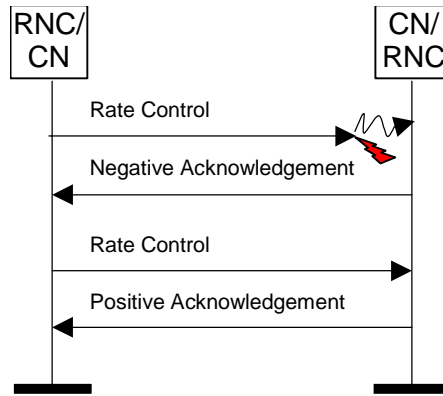 RNC/
CN
CN/
RNC
Rate Control
Negative Acknowledgement
Rate Control
Positive Acknowledgement